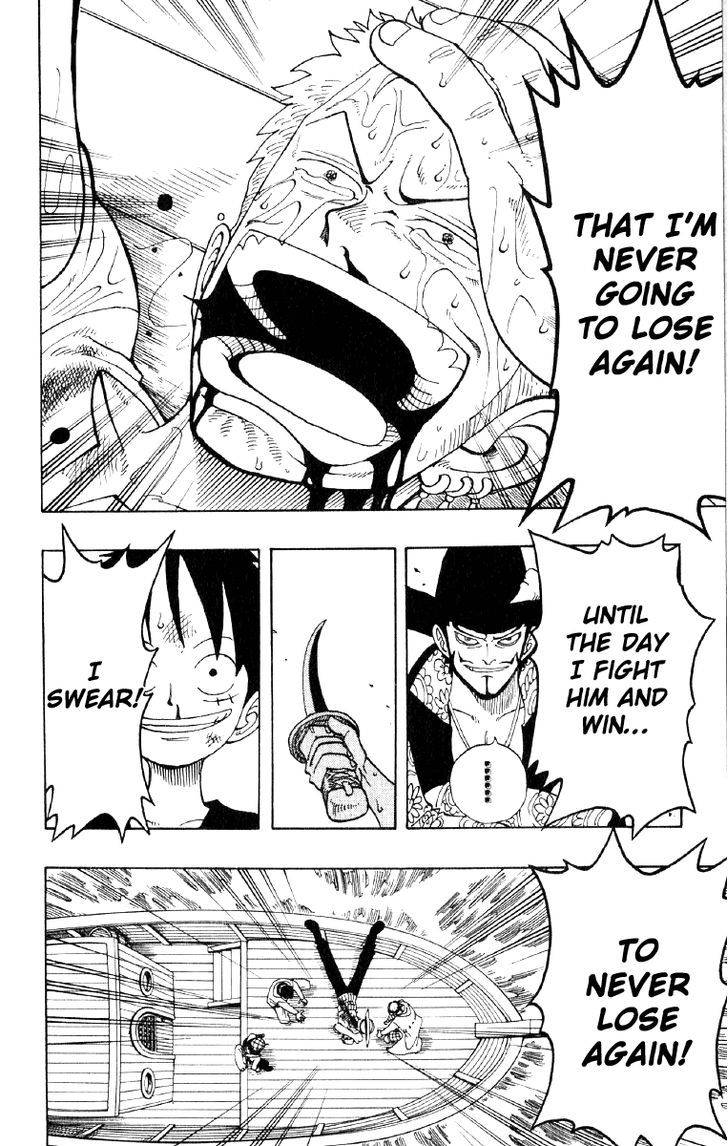 THAT I'M
NEVER
GOING
TO LOSE
AGAIN!
UNTIL
THE DAY
I FIGHT
HIM AND
WIN...
I
SWEAR!
TO
NEVER
LOSE
AGAIN!